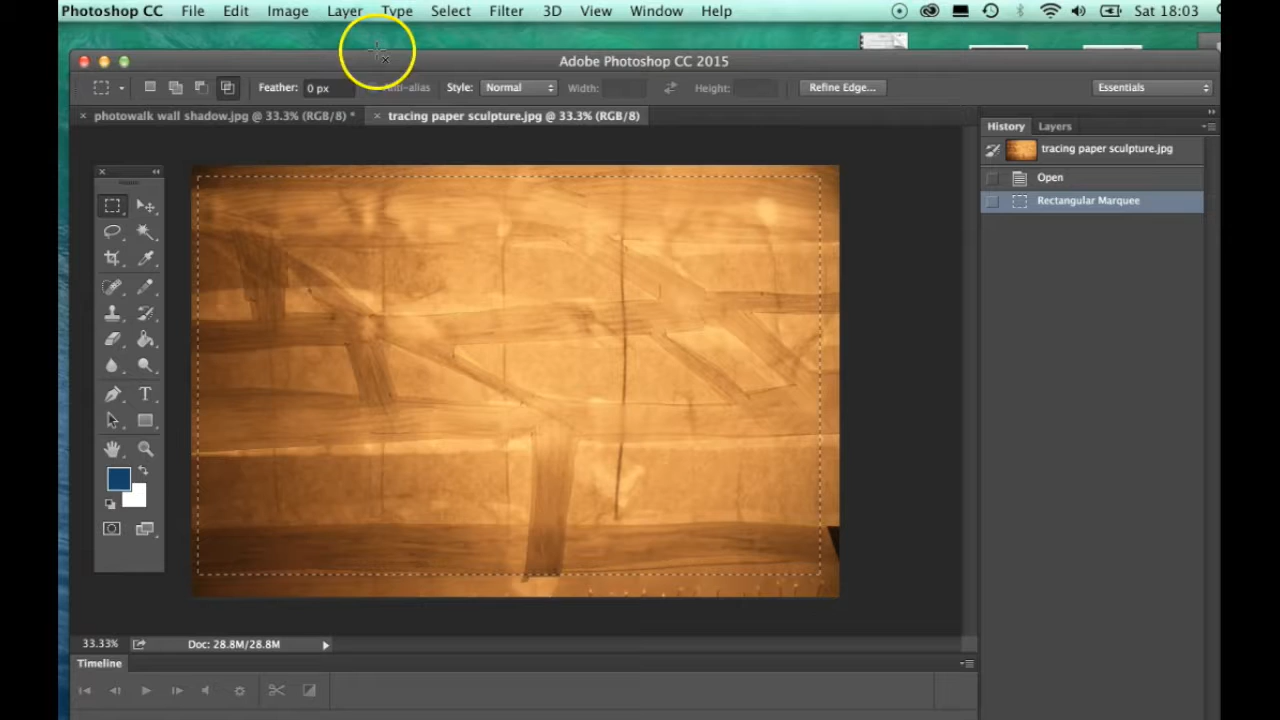 Photoshop CC File Edit Image Layer Type Select Filter 3D View Window Help Sat 18:03
Adobe Photoshop CC 2015
Feather: 0 px Anti-alias Style: Normal Width: Height: Refine Edge... Essentials
× photowalk wall shadow.jpg @ 33.3% (RGB/8) * × tracing paper sculpture.jpg @ 33.3% (RGB/8)
History Layers
tracing paper sculpture.jpg
Open
Rectangular Marquee
T
33.33% Doc: 28.8M/28.8M
Timeline